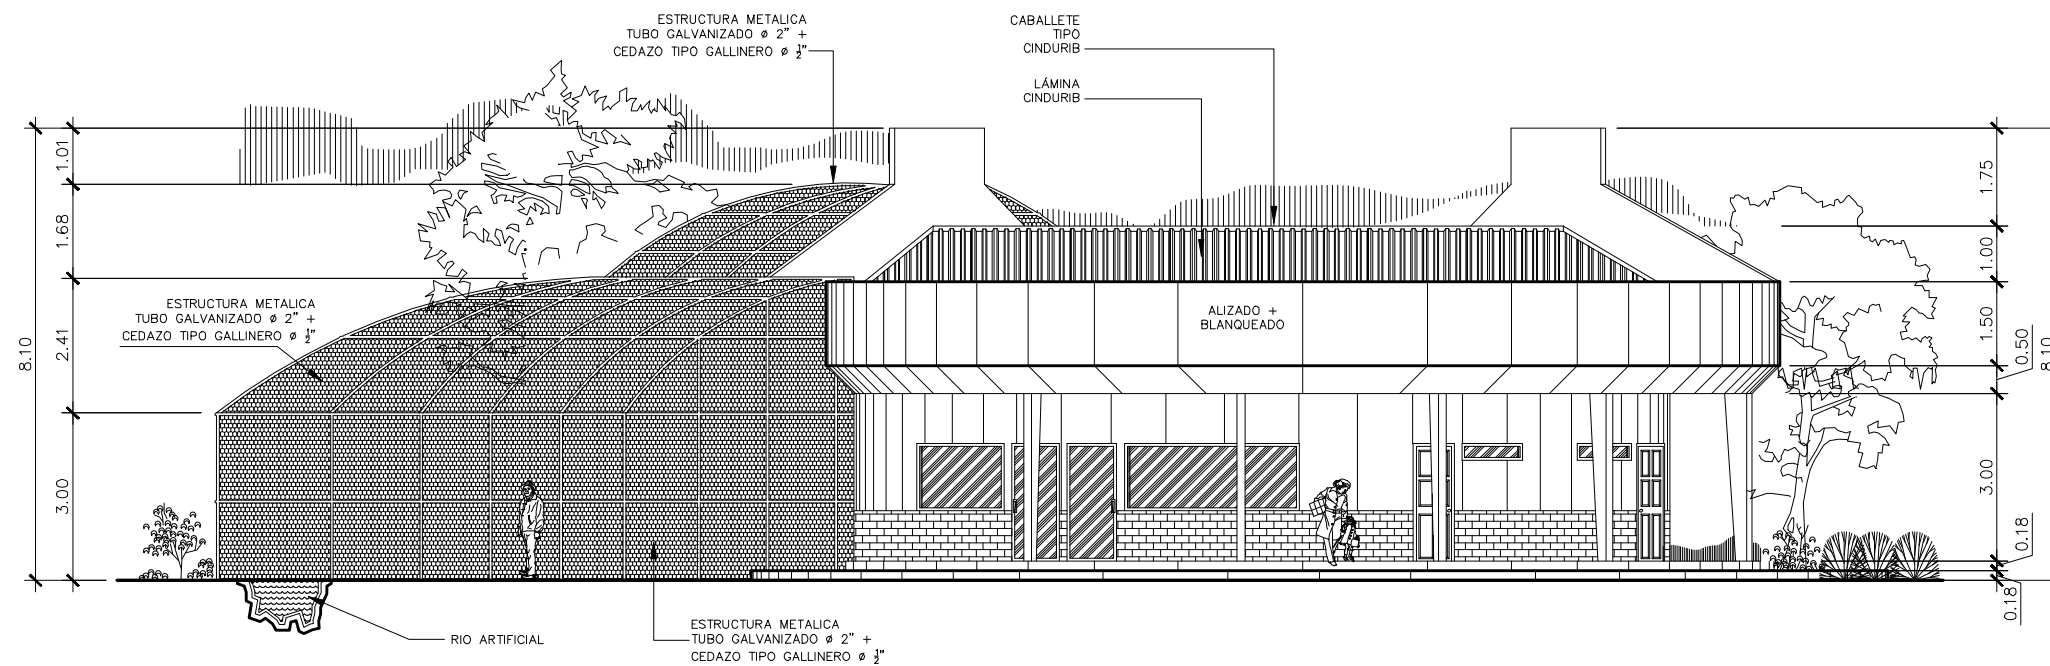 ESTRUCTURA METALICA
TUBO GALVANIZADO ø 2" +
CEDAZO TIPO GALLINERO ø ½"
CABALLETE
TIPO
CINDURIB
LÁMINA
CINDURIB
ESTRUCTURA METALICA
TUBO GALVANIZADO ø 2" +
CEDAZO TIPO GALLINERO ø ½"
ALIZADO +
BLANQUEADO
8.10
1.01
1.68
2.41
3.00
1.75
1.00
1.50
0.50
8.10
3.00
0.18
0.18
RIO ARTIFICIAL
ESTRUCTURA METALICA
TUBO GALVANIZADO ø 2" +
CEDAZO TIPO GALLINERO ø ½"